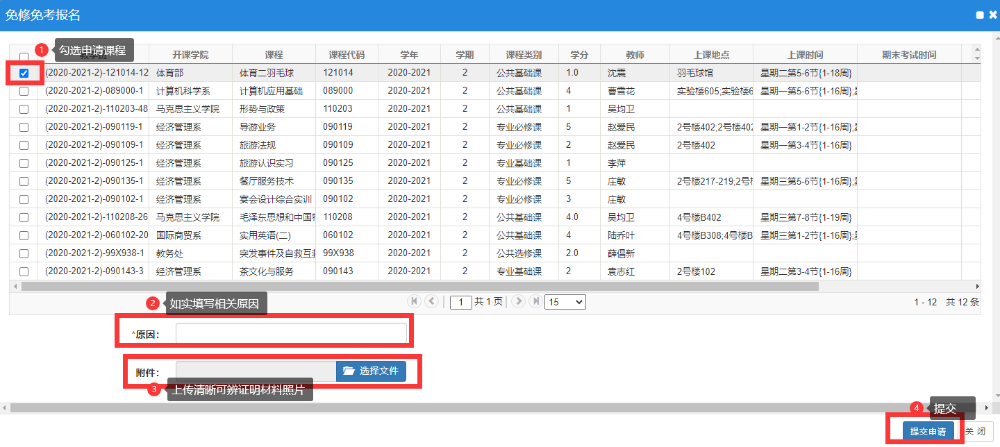 免修免考报名
1 勾选申请课程
开课学院 课程 课程代码 学年 学期 课程类别 学分 教师 上课地点 上课时间 期末考试时间
(2020-2021-2)-121014-12 体育部 体育二羽毛球 121014 2020-2021 2 公共基础课 1.0 沈震 羽毛球馆 星期二第5-6节{1-18周}
(2020-2021-2)-089000-1 计算机科学系 计算机应用基础 089000 2020-2021 2 公共基础课 4 曹雪花 实验楼605;实验楼6 星期一第5-6节{1-16周};
(2020-2021-2)-110203-48 马克思主义学院 形势与政策 110203 2020-2021 2 公共基础课 1 吴均卫
(2020-2021-2)-090119-1 经济管理系 导游业务 090119 2020-2021 2 专业必修课 5 赵爱民 2号楼402;2号楼402 星期一第1-2节{1-16周};
(2020-2021-2)-090109-1 经济管理系 旅游法规 090109 2020-2021 2 专业必修课 2 赵爱民 2号楼402 星期一第3-4节{1-16周}
(2020-2021-2)-090125-1 经济管理系 旅游认识实习 090125 2020-2021 2 专业基础课 1 李萍
(2020-2021-2)-090135-1 经济管理系 餐厅服务技术 090135 2020-2021 2 专业必修课 5 庄敏 2号楼217-219;2号 星期三第5-6节{1-16周};
(2020-2021-2)-090102-1 经济管理系 宴会设计综合实训 090102 2020-2021 2 专业必修课 3 庄敏
(2020-2021-2)-110208-26 马克思主义学院 毛泽东思想和中国 110208 2020-2021 2 公共基础课 4.0 吴均卫 4号楼B402 星期三第7-8节{1-19周}
(2020-2021-2)-060102-20 国际商贸系 实用英语(二) 060102 2020-2021 2 公共基础课 4 陆乔叶 4号楼B308;4号楼B 星期三第1-2节{1-16周};
(2020-2021-2)-99X938-1 教务处 突发事件及自救互 99X938 2020-2021 2 公共选修课 2.0 薛倡新
(2020-2021-2)-090143-3 经济管理系 茶文化与服务 090143 2020-2021 2 专业基础课 2 袁志红 2号楼102 星期二第3-4节{1-16周}
1 共 1 页 15 1 - 12 共 12 条
2 如实填写相关原因
*原因:
附件: 选择文件
3 上传清晰可辨证明材料照片
4 提交
提交申请 关 闭